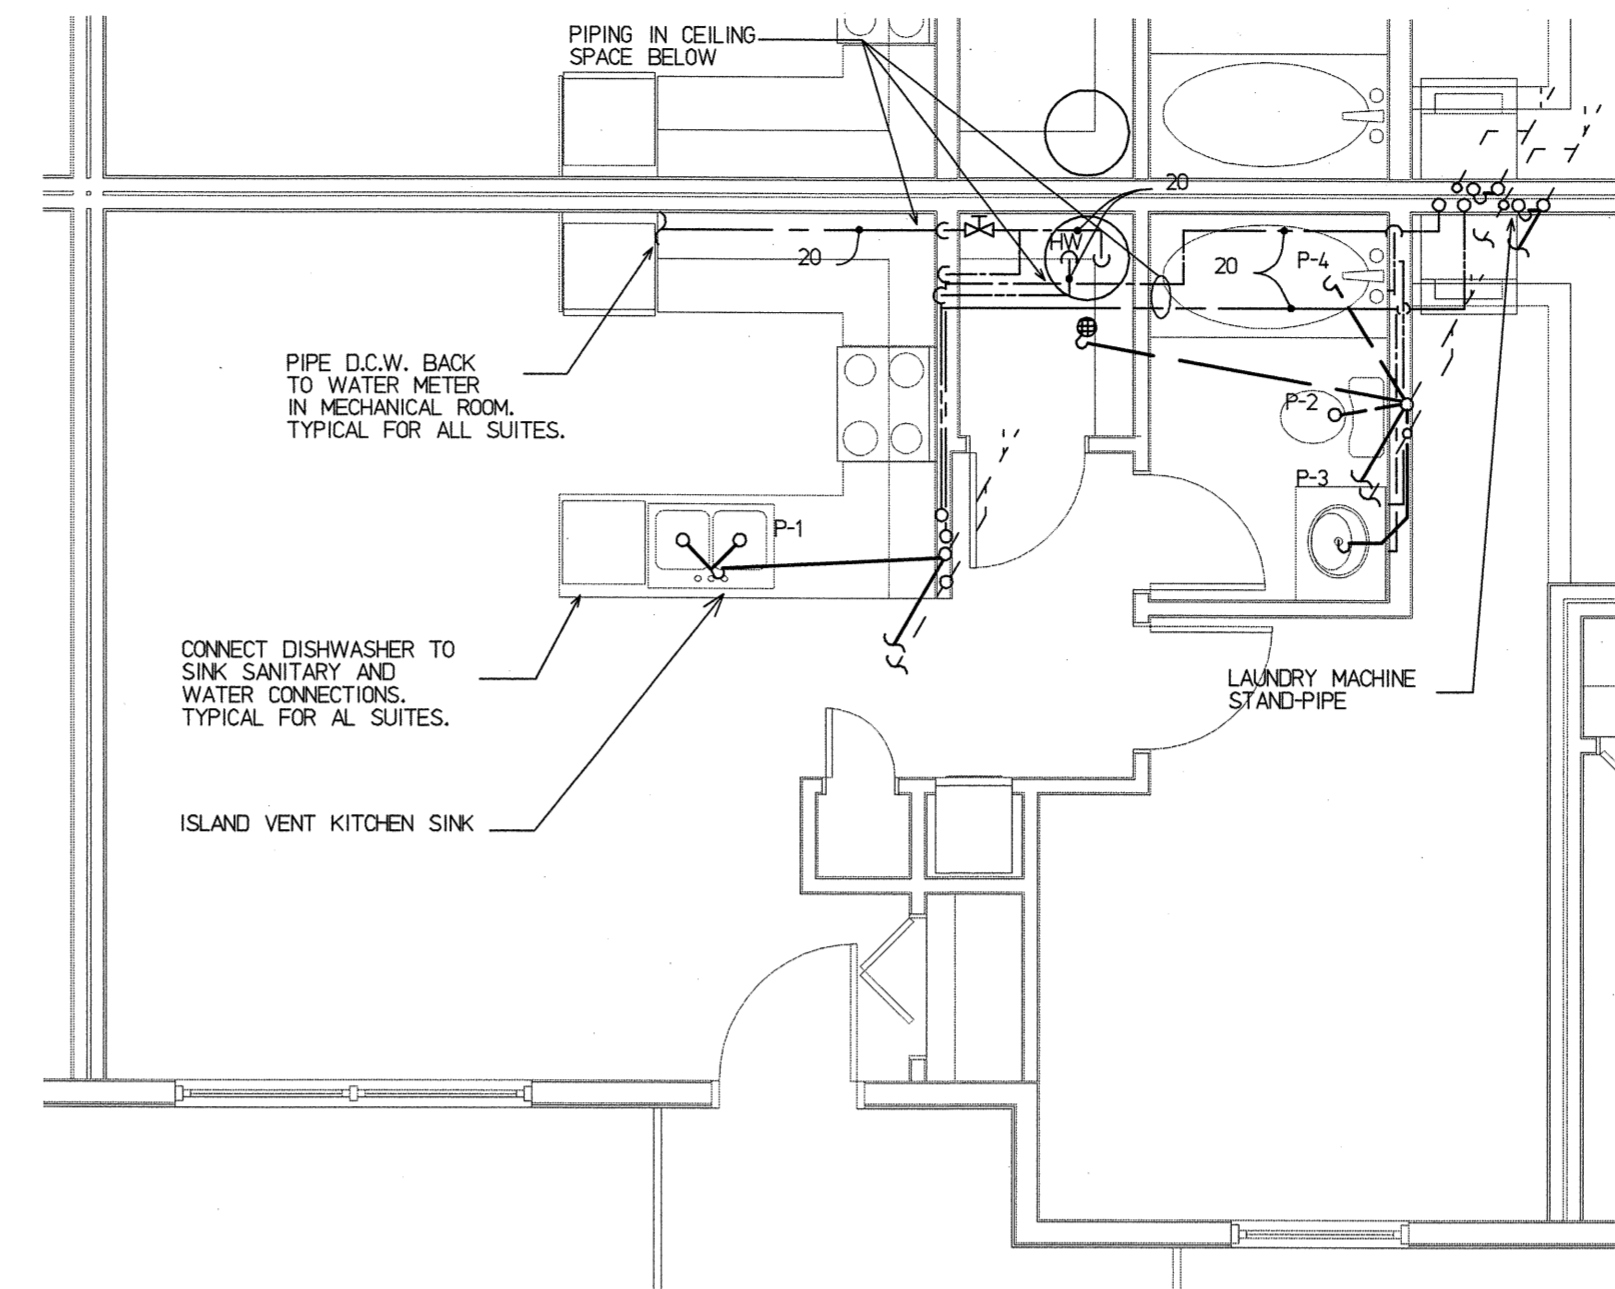 PIPING IN CEILING
SPACE BELOW
20
HW
20
20
P-4
PIPE D.C.W. BACK
TO WATER METER
IN MECHANICAL ROOM.
TYPICAL FOR ALL SUITES.
P-2
P-3
P-1
CONNECT DISHWASHER TO
SINK SANITARY AND
WATER CONNECTIONS.
TYPICAL FOR AL SUITES.
LAUNDRY MACHINE
STAND-PIPE
ISLAND VENT KITCHEN SINK